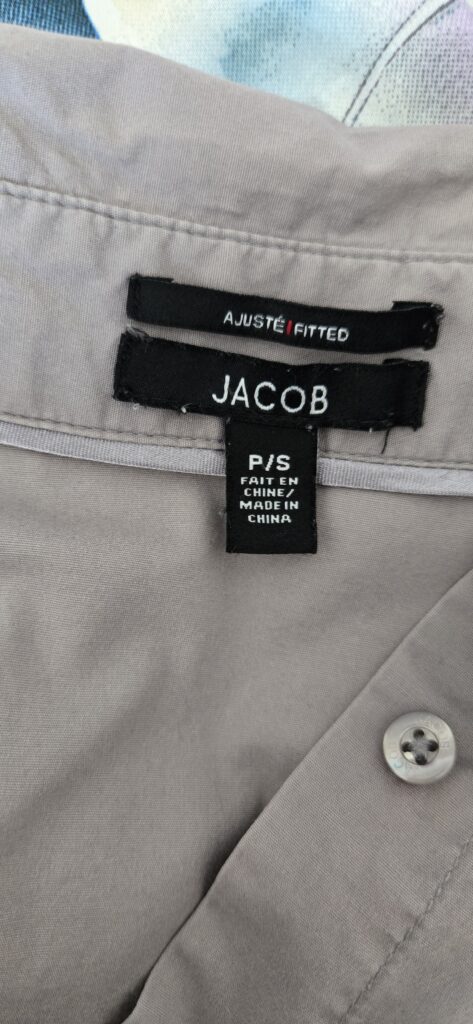 AJUSTÉ|FITTED
JACOB
P/S
FAIT EN
CHINE/
MADE IN
CHINA